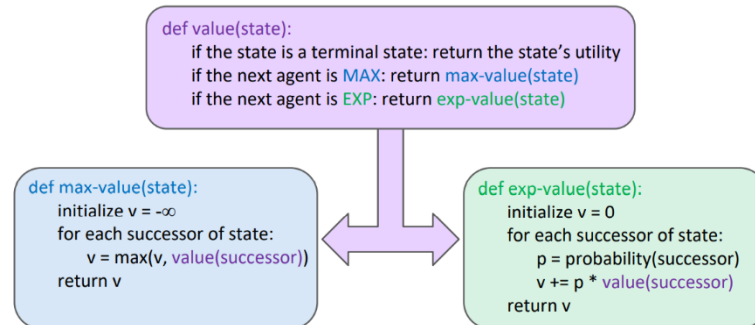 def value(state):
if the state is a terminal state: return the state's utility
if the next agent is MAX: return max-value(state)
if the next agent is EXP: return exp-value(state)
def max-value(state):
initialize v = -∞
for each successor of state:
v = max(v, value(successor))
return v
def exp-value(state):
initialize v = 0
for each successor of state:
p = probability(successor)
v += p * value(successor)
return v